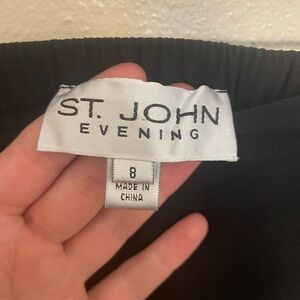 ST. JOHN
EVENING
8
MADE IN
CHINA